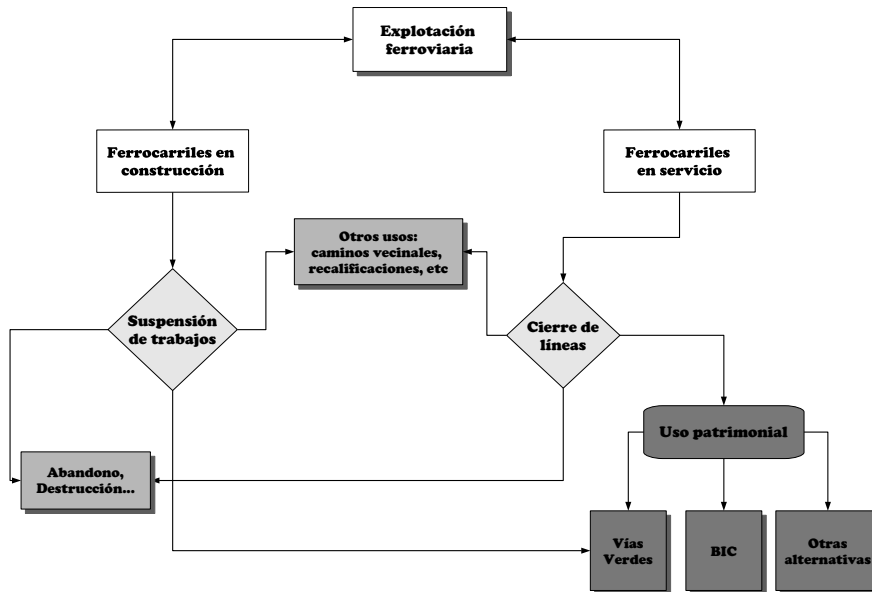 Explotación
ferroviaria
Ferrocarriles en
construcción
Ferrocarriles
en servicio
Otros usos:
caminos vecinales,
recalificaciones, etc
Suspensión
de trabajos
Cierre de
líneas
Uso patrimonial
Abandono,
Destrucción...
Vías
Verdes
BIC
Otras
alternativas